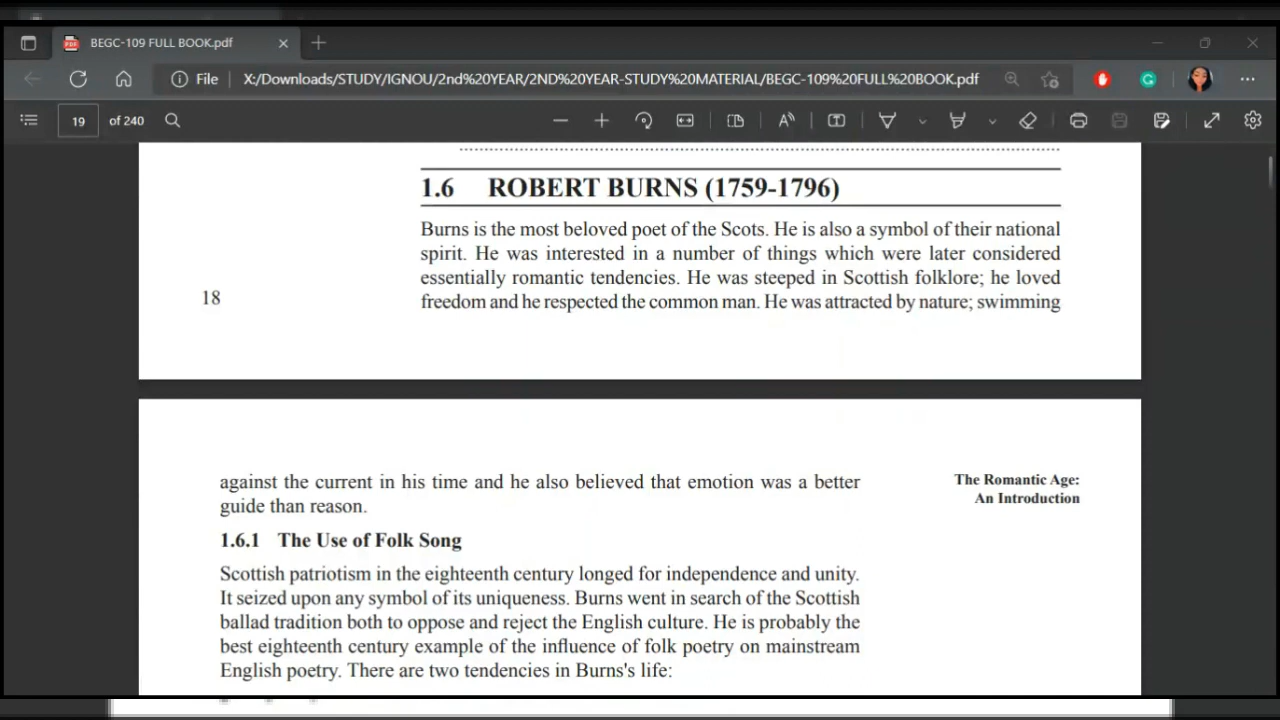 BEGC-109 FULL BOOK.pdf
File X:/Downloads/STUDY/IGNOU/2nd%20YEAR/2ND%20YEAR-STUDY%20MATERIAL/BEGC-109%20FULL%20BOOK.pdf
19 of 240
1.6 ROBERT BURNS (1759-1796)
Burns is the most beloved poet of the Scots. He is also a symbol of their national
spirit. He was interested in a number of things which were later considered
essentially romantic tendencies. He was steeped in Scottish folklore; he loved
freedom and he respected the common man. He was attracted by nature; swimming
18
against the current in his time and he also believed that emotion was a better
guide than reason.
The Romantic Age:
An Introduction
1.6.1 The Use of Folk Song
Scottish patriotism in the eighteenth century longed for independence and unity.
It seized upon any symbol of its uniqueness. Burns went in search of the Scottish
ballad tradition both to oppose and reject the English culture. He is probably the
best eighteenth century example of the influence of folk poetry on mainstream
English poetry. There are two tendencies in Burns's life: